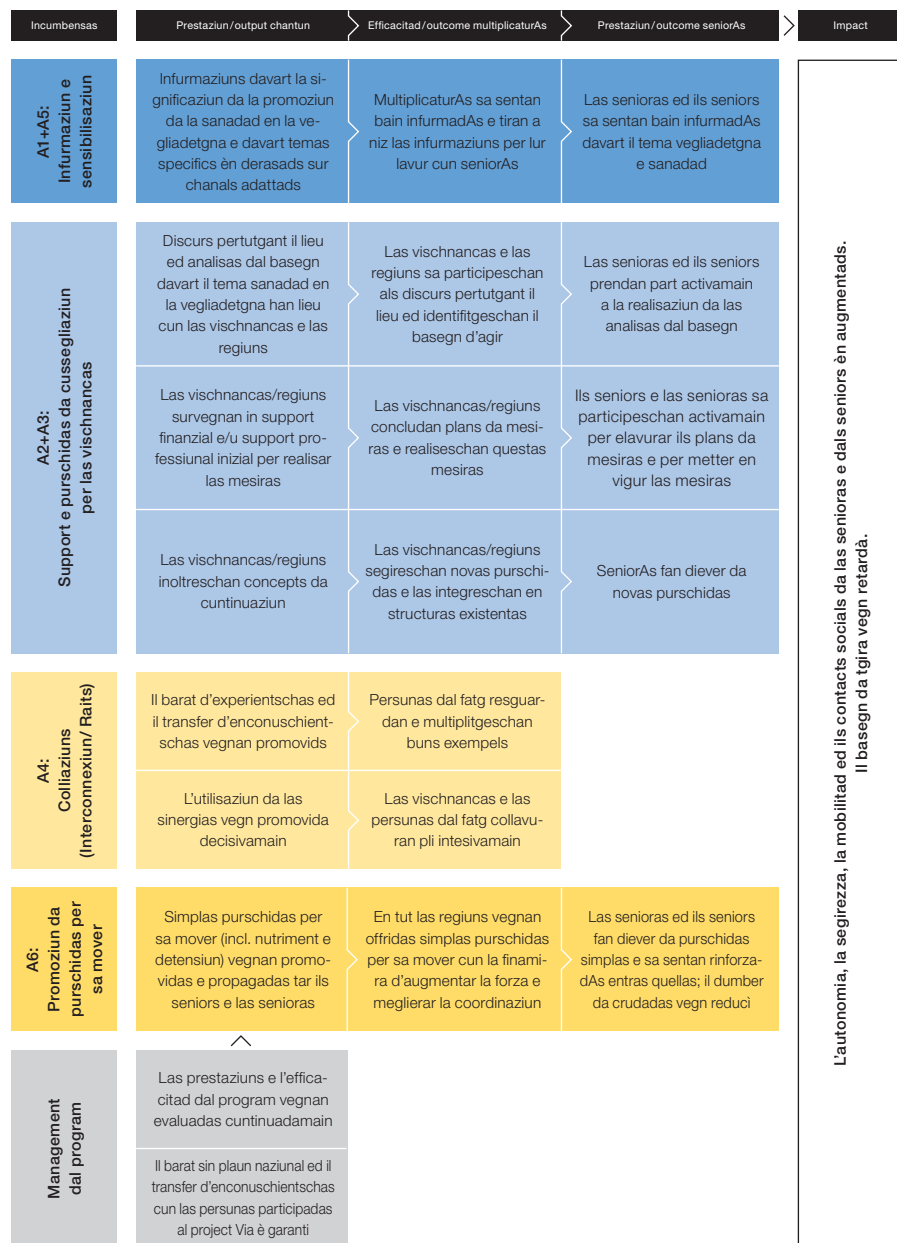 Incumbensas
Prestaziun/output chantun
Efficacitad/outcome multiplicaturAs
Prestaziun/outcome seniorAs
Impact
A1+A5:
Infurmaziun e
sensibilisaziun
Infurmaziuns davart la si-
gnificaziun da la promoziun
da la sanadad en la ve-
gliadetgna e davart temas
specifics èn derasads sur
chanals adattads
MultiplicaturAs sa sentan
bain infurmadAs e tiran a
niz las infurmaziuns per lur
lavur cun seniorAs
Las senioras ed ils seniors
sa sentan bain infurmadAs
davart il tema vegliadetgna
e sanadad
A2+A3:
Support e purschidas da cussegliaziun
per las vischnancas
Discurs pertutgant il lieu
ed analisas dal basegn
davart il tema sanadad en
la vegliadetgna han lieu
cun las vischnancas e las
regiuns
Las vischnancas e las
regiuns sa participeschan
als discurs pertutgant il
lieu ed identifitgeschan il
basegn d'agir
Las senioras ed ils seniors
prendan part activamain
a la realisaziun da las
analisas dal basegn
Las vischnancas/regiuns
survegnan in support
finanzial e/u support pro-
fessiunal inizial per realisar
las mesiras
Las vischnancas/regiuns
concludan plans da mesi-
ras e realiseschan questas
mesiras
Ils seniors e las senioras sa
participeschan activamain
per elavurar ils plans da
mesiras e per metter en
vigur las mesiras
Las vischnancas/regiuns
inoltreschan concepts da
cuntinuaziun
Las vischnancas/regiuns
segireschan novas purschi-
das e las integreschan en
structuras existentas
SeniorAs fan diever da
novas purschidas
A4:
Colliaziuns
(Interconnexiun/ Raits)
Il barat d'experientschas ed
il transfer d'enconuschient-
schas vegnan promovids
Persunas dal fatg resguar-
dan e multiplitgeschan
buns exempels
L'utilisaziun da las
sinergias vegn promovida
decisivamain
Las vischnancas e las
persunas dal fatg collavu-
ran pli intesivamain
A6:
Promoziun da
purschidas per
sa mover
Simplas purschidas per
sa mover (incl. nutriment e
detensiun) vegnan promo-
vidas e propagadas tar ils
seniors e las senioras
En tut las regiuns vegnan
offridas simplas purschidas
per sa mover cun la finami-
ra d'augmentar la forza e
meglierar la coordinaziun
Las senioras ed ils seniors
fan diever da purschidas
simplas e sa sentan rinforza-
dAs entras quellas; il dumber
da crudadas vegn reducì
Management
dal program
Las prestaziuns e l'effica-
citad dal program vegnan
evaluadas cuntinuadamain
Il barat sin plaun naziunal ed il
transfer d'enconuschientschas
cun las persunas participadas
al project Via è garanti
L'autonomia, la segirezza, la mobilitad ed ils contacts socials da las senioras e dals seniors èn augmentads.
Il basegn da tgira vegn retardà.